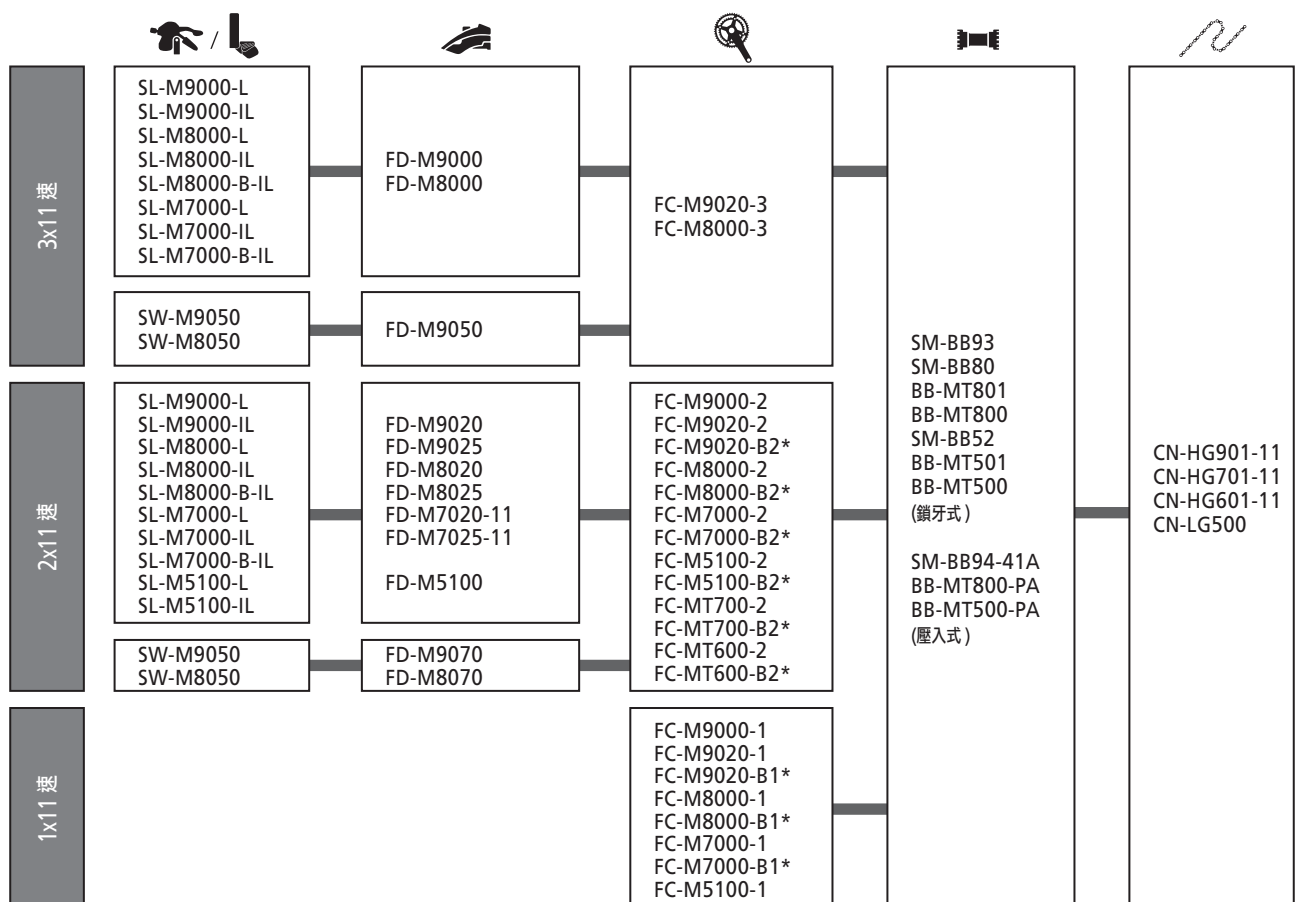 /
3x11 速
SL-M9000-L
SL-M9000-IL
SL-M8000-L
SL-M8000-IL
SL-M8000-B-IL
SL-M7000-L
SL-M7000-IL
SL-M7000-B-IL
FD-M9000
FD-M8000
SW-M9050
SW-M8050
FD-M9050
FC-M9020-3
FC-M8000-3
2x11 速
SL-M9000-L
SL-M9000-IL
SL-M8000-L
SL-M8000-IL
SL-M8000-B-IL
SL-M7000-L
SL-M7000-IL
SL-M7000-B-IL
SL-M5100-L
SL-M5100-IL
FD-M9020
FD-M9025
FD-M8020
FD-M8025
FD-M7020-11
FD-M7025-11
FD-M5100
SW-M9050
SW-M8050
FD-M9070
FD-M8070
FC-M9000-2
FC-M9020-2
FC-M9020-B2*
FC-M8000-2
FC-M8000-B2*
FC-M7000-2
FC-M7000-B2*
FC-M5100-2
FC-M5100-B2*
FC-MT700-2
FC-MT700-B2*
FC-MT600-2
FC-MT600-B2*
1x11 速
FC-M9000-1
FC-M9020-1
FC-M9020-B1*
FC-M8000-1
FC-M8000-B1*
FC-M7000-1
FC-M7000-B1*
FC-M5100-1
SM-BB93
SM-BB80
BB-MT801
BB-MT800
SM-BB52
BB-MT501
BB-MT500
(鎖牙式)
SM-BB94-41A
BB-MT800-PA
BB-MT500-PA
(壓入式)
CN-HG901-11
CN-HG701-11
CN-HG601-11
CN-LG500